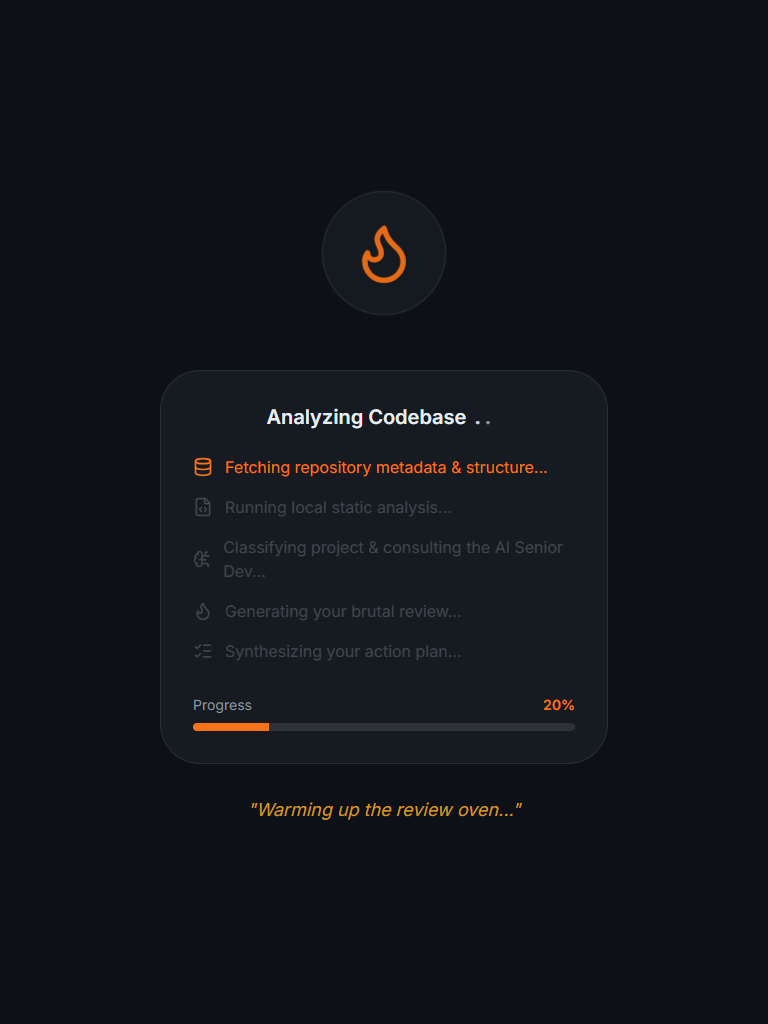 Analyzing Codebase ..
Fetching repository metadata & structure...
Running local static analysis...
Classifying project & consulting the AI Senior
Dev...
Generating your brutal review...
Synthesizing your action plan...
Progress 20%
"Warming up the review oven..."